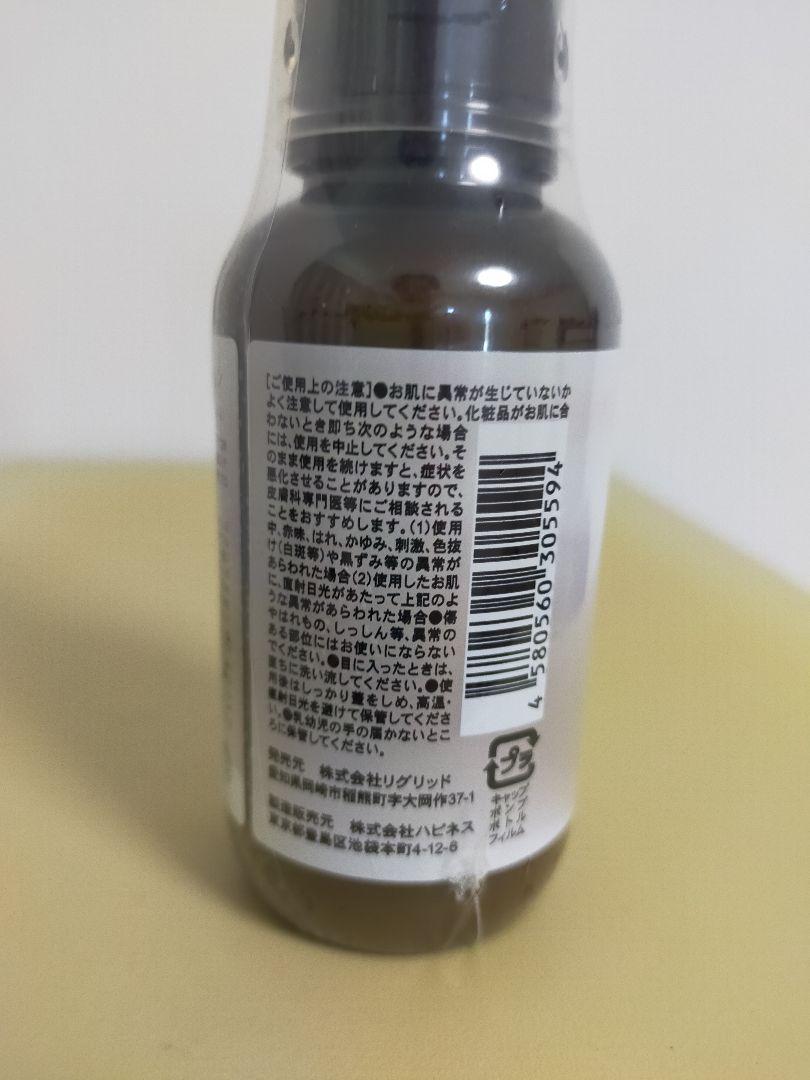 [ご使用上の注意]●お肌に異常が生じていないか
よく注意して使用してください。化粧品がお肌に合
わないとき即ち次のような場合
には、使用を中止してください。そ
のまま使用を続けますと、症状を
悪化させることがありますので、
皮膚科専門医等にご相談される
ことをおすすめします。(1)使用
中、赤味、はれ、かゆみ、刺激、色抜
け(白斑等)や黒ずみ等の異常が
あらわれた場合(2)使用したお肌
に、直射日光があたって上記のよ
うな異常があらわれた場合●傷
やはれもの、しっしん等、異常の
ある部位にはお使いにならない
でください。●目に入ったときは、
直ちに洗い流してください。●使
用後はしっかり蓋をしめ、高温・
直射日光を避けて保管してくださ
い。●乳幼児の手の届かないとこ
ろに保管してください。
発売元 株式会社リグリッド
愛知県岡崎市稲熊町字大岡作37-1
製造販売元 株式会社ハピネス
東京都豊島区池袋本町4-12-6
4 580560 305594
プラ
キャップ
ポンプ
ボトル
フィルム